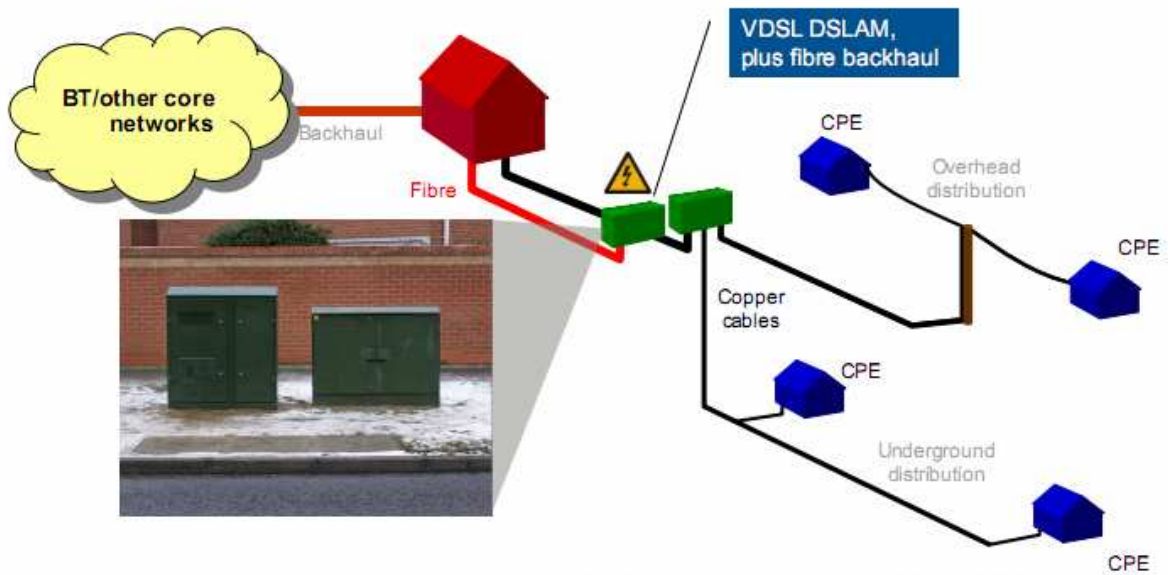 VDSL DSLAM,
plus fibre backhaul
BT/other core
networks
Backhaul
Fibre
CPE
Overhead
distribution
CPE
Copper
cables
CPE
Underground
distribution
CPE